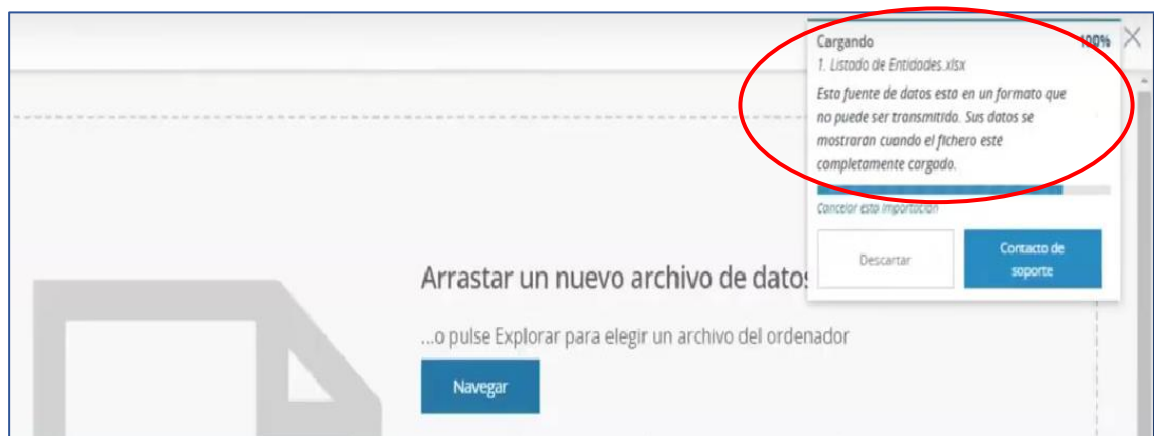 Cargando 100%
1. Listado de Entidades.xlsx
Esta fuente de datos esta en un formato que
no puede ser transmitido. Sus datos se
mostrarán cuando el fichero esté
completamente cargado.
Cancelar esta importación
Descartar
Contacto de
soporte
Arrastar un nuevo archivo de datos
...o pulse Explorar para elegir un archivo del ordenador
Navegar